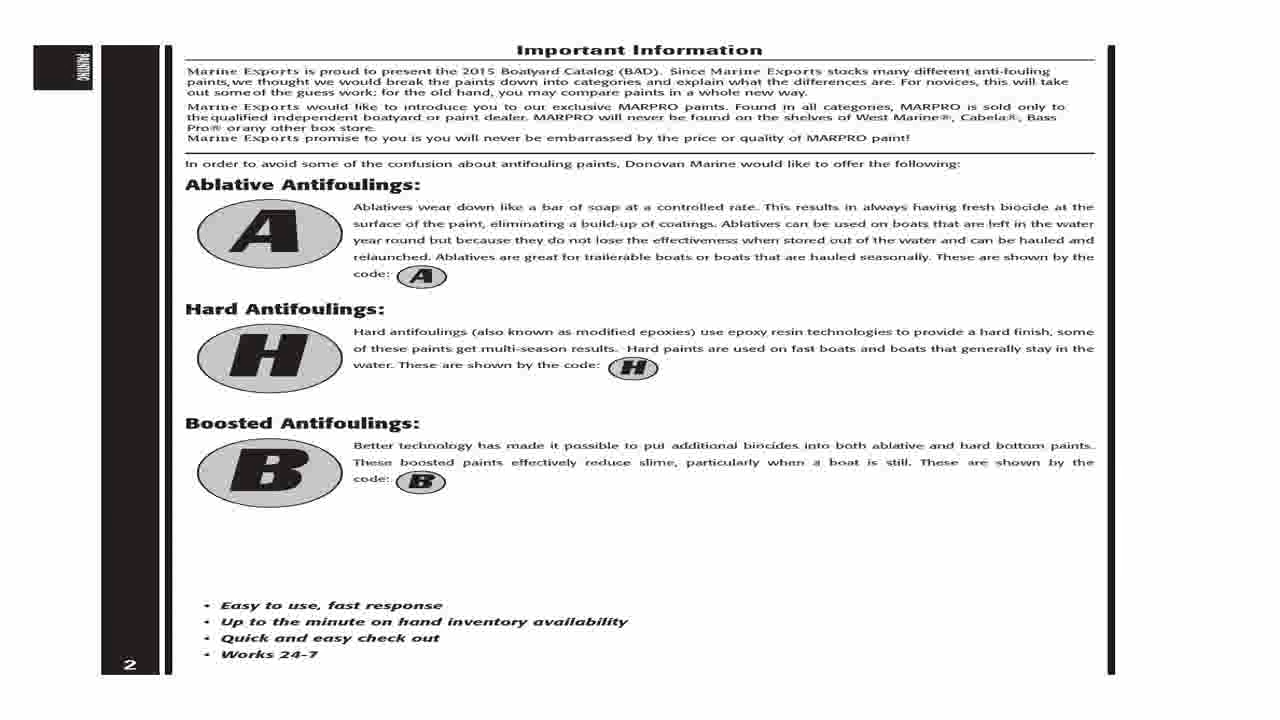 PAINTING
Important Information
Marine Exports is proud to present the 2015 Boatyard Catalog (BAD). Since Marine Exports stocks many different anti-fouling
paints, we thought we would break the paints down into categories and explain what the differences are. For novices, this will take
out some of the guess work; for the old hand, you may compare paints in a whole new way.
Marine Exports would like to introduce you to our exclusive MARPRO paints. Found in all categories, MARPRO is sold only to
the qualified independent boatyard or paint dealer. MARPRO will never be found on the shelves of West Marine®, Cabela®, Bass
Pro® or any other box store.
Marine Exports promise to you is you will never be embarrassed by the price or quality of MARPRO paint!
In order to avoid some of the confusion about antifouling paints, Donovan Marine would like to offer the following:
Ablative Antifoulings:
A
Ablatives wear down like a bar of soap at a controlled rate. This results in always having fresh biocide at the
surface of the paint, eliminating a build-up of coatings. Ablatives can be used on boats that are left in the water
year round but because they do not lose the effectiveness when stored out of the water and can be hauled and
relaunched. Ablatives are great for trailerable boats or boats that are hauled seasonally. These are shown by the
code: A
Hard Antifoulings:
H
Hard antifoulings (also known as modified epoxies) use epoxy resin technologies to provide a hard finish, some
of these paints get multi-season results. Hard paints are used on fast boats and boats that generally stay in the
water. These are shown by the code: H
Boosted Antifoulings:
B
Better technology has made it possible to put additional biocides into both ablative and hard bottom paints.
These boosted paints effectively reduce slime, particularly when a boat is still. These are shown by the
code: B
• Easy to use, fast response
• Up to the minute on hand inventory availability
• Quick and easy check out
• Works 24-7
2